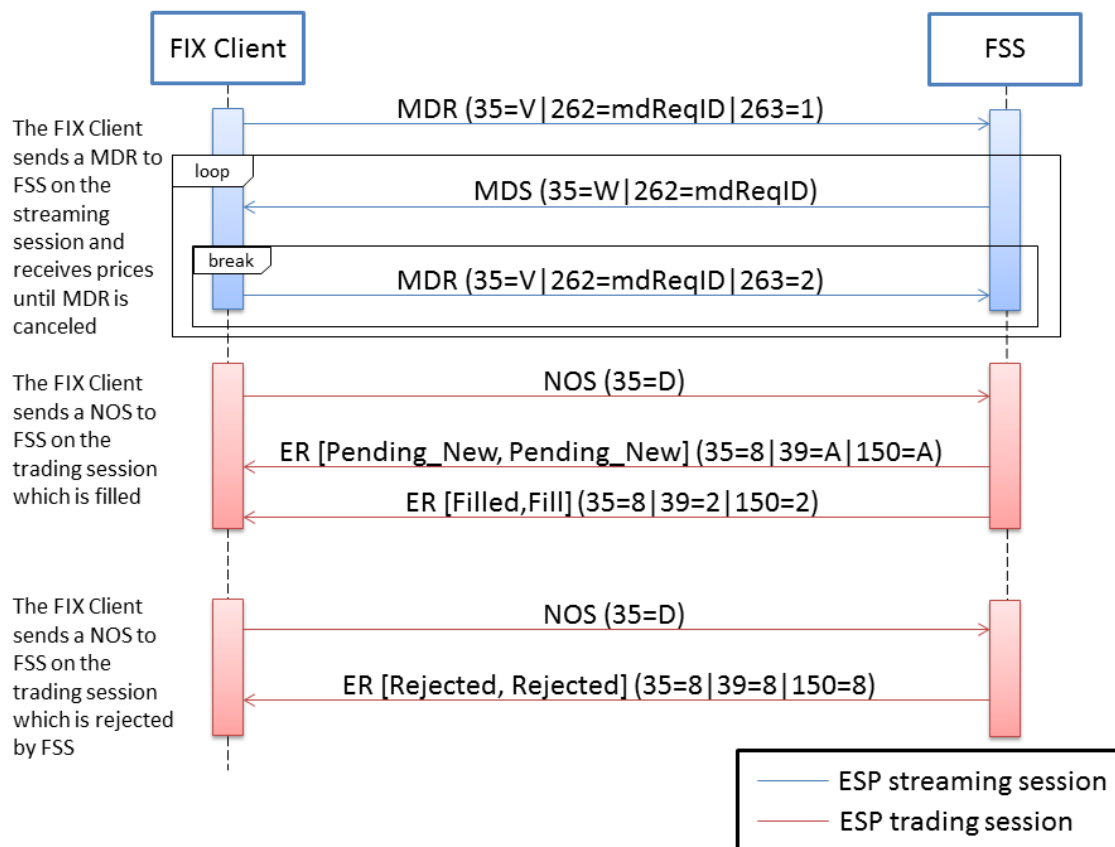 FIX Client
FSS
The FIX Client
sends a MDR to
FSS on the
streaming
session and
receives prices
until MDR is
canceled
MDR (35=V|262=mdReqID|263=1)
loop
MDS (35=W|262=mdReqID)
break
MDR (35=V|262=mdReqID|263=2)
The FIX Client
sends a NOS to
FSS on the
trading session
which is filled
NOS (35=D)
ER [Pending_New, Pending_New] (35=8|39=A|150=A)
ER [Filled,Fill] (35=8|39=2|150=2)
The FIX Client
sends a NOS to
FSS on the
trading session
which is rejected
by FSS
NOS (35=D)
ER [Rejected, Rejected] (35=8|39=8|150=8)
ESP streaming session
ESP trading session